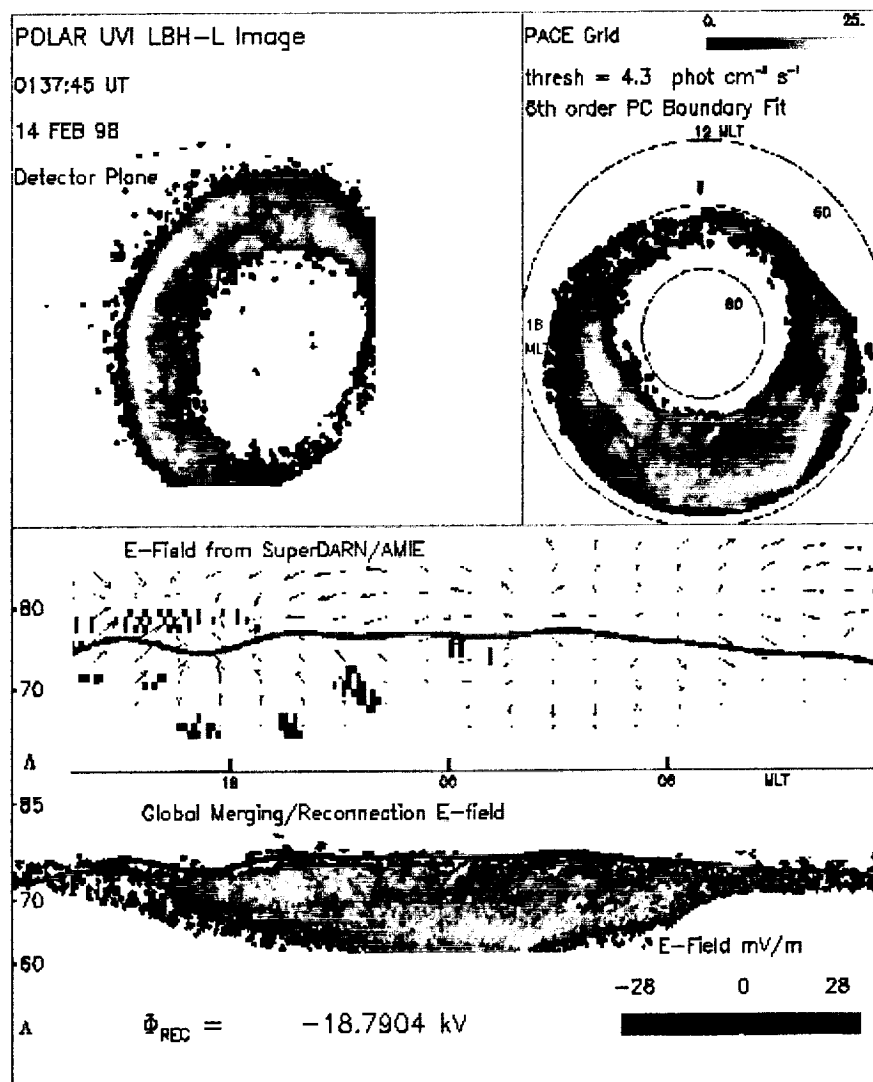 POLAR UVI LBH-L Image
0137:45 UT
14 FEB 98
Detector Plane
0. 25.
PACE Grid
thresh = 4.3 phot cm⁻² s⁻¹
6th order PC Boundary Fit
12 MLT
60
80
18
MLT
E-Field from SuperDARN/AMIE
80
70
Λ
18 00 06 MLT
85
Global Merging/Reconnection E-field
70
60
E-Field mV/m
-28 0 28
Λ
Φ_REC = -18.7904 kV